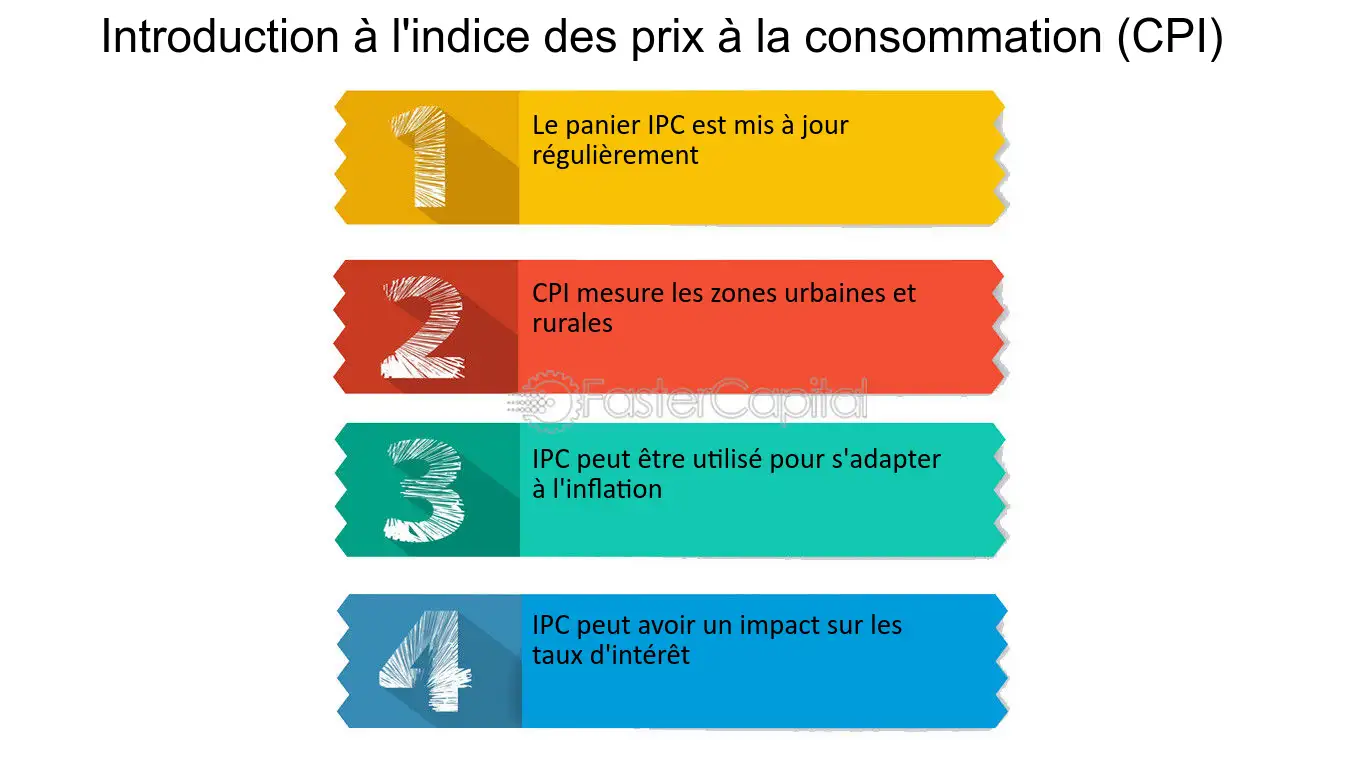 Introduction à l'indice des prix à la consommation (CPI)
1
Le panier IPC est mis à jour
régulièrement
2
CPI mesure les zones urbaines et
rurales
FasterCapital
3
IPC peut être utilisé pour s'adapter
à l'inflation
4
IPC peut avoir un impact sur les
taux d'intérêt